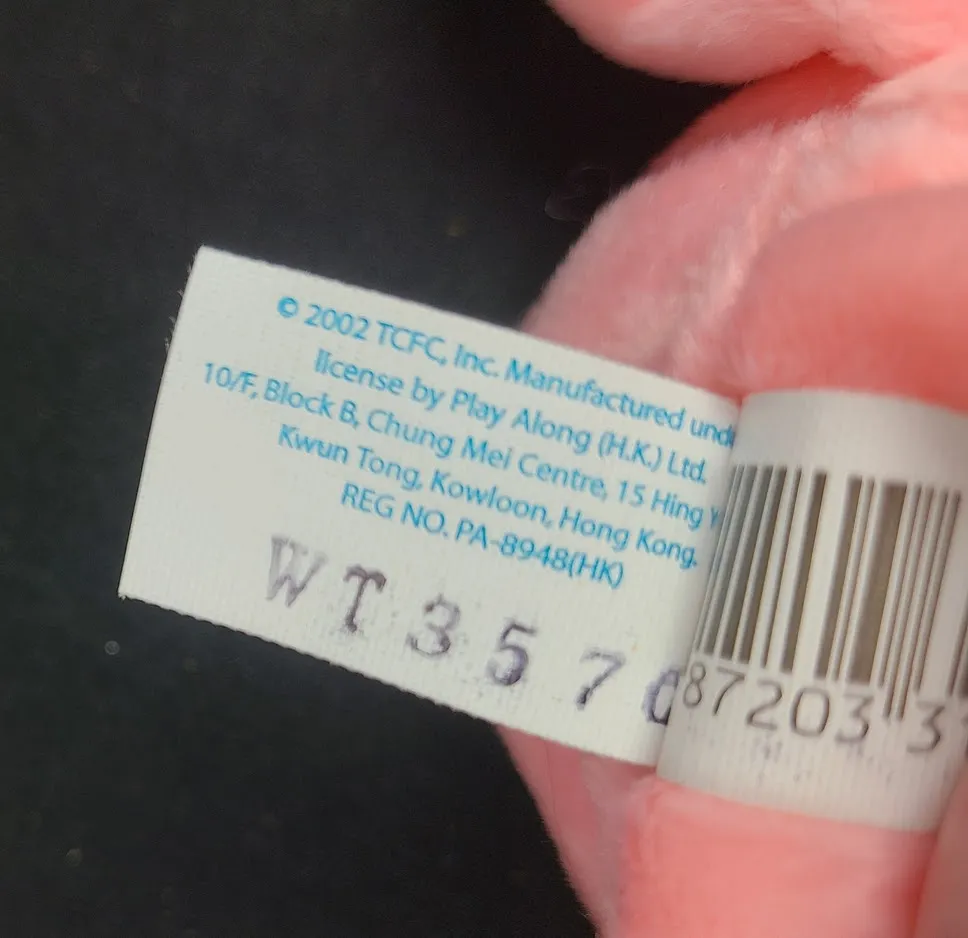 © 2002 TCFC, Inc. Manufactured
license by Play Along (H.K.) Ltd.
10/F, Block B, Chung Mei Centre, 15 Hing
Kwun Tong, Kowloon, Hong Kong.
REG NO. PA-8948(HK)
WT357
87203 3